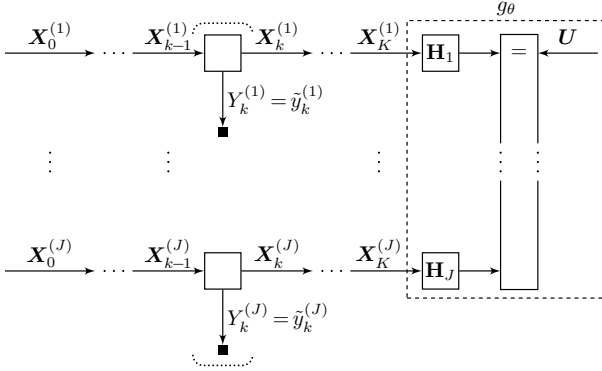 g_θ
X_0^{(1)} ⋯ X_{k−1}^{(1)} X_k^{(1)} ⋯ X_K^{(1)} H_1 = U
Y_k^{(1)} = ỹ_k^{(1)}
⋮ ⋮ ⋮ ⋮ ⋮
X_0^{(J)} ⋯ X_{k−1}^{(J)} X_k^{(J)} ⋯ X_K^{(J)} H_J
Y_k^{(J)} = ỹ_k^{(J)}